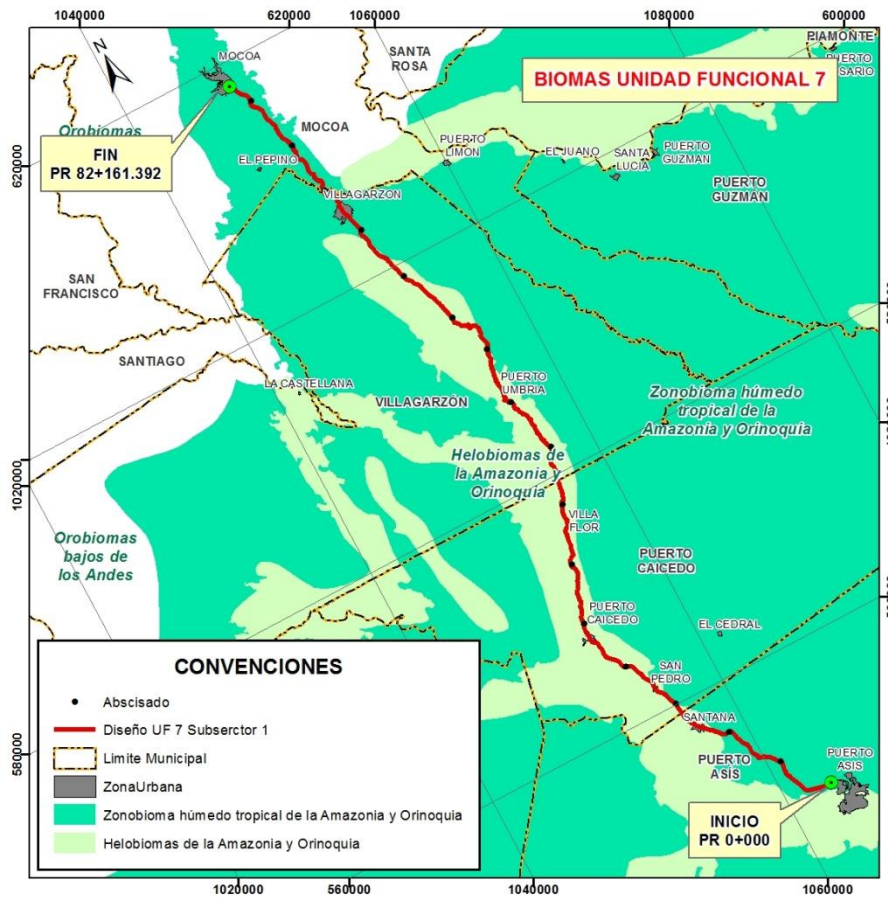 1040000
620000
1060000
1080000
600000
N
MOCOA
SANTA
ROSA
PIAMONTE
PUERTO
SARIO
BIOMAS UNIDAD FUNCIONAL 7
Orobiomas
FIN
PR 82+161.392
MOCOA
EL PEPINO
PUERTO
LIMON
EL JUANO
SANTA
LUCIA
PUERTO
GUZMAN
PUERTO
GUZMAN
620000
VILLAGARZON
SAN
FRANCISCO
SANTIAGO
LA CASTELLANA
VILLAGARZÓN
PUERTO
UMBRIA
Zonobioma húmedo
tropical de la
Amazonia y Orinoquia
Helobiomas de
la Amazonia y
Orinoquia
1020000
VILLA
FLOR
Orobiomas
bajos de
los Andes
PUERTO
CAICEDO
PUERTO
CAICEDO
EL CEDRAL
SAN
PEDRO
SANTANA
PUERTO
ASÍS
PUERTO
ASIS
INICIO
PR 0+000
580000
CONVENCIONES
Abscisado
Diseño UF 7 Subserctor 1
Limite Municipal
ZonaUrbana
Zonobioma húmedo tropical de la Amazonia y Orinoquia
Helobiomas de la Amazonia y Orinoquia
1020000
560000
1040000
1060000